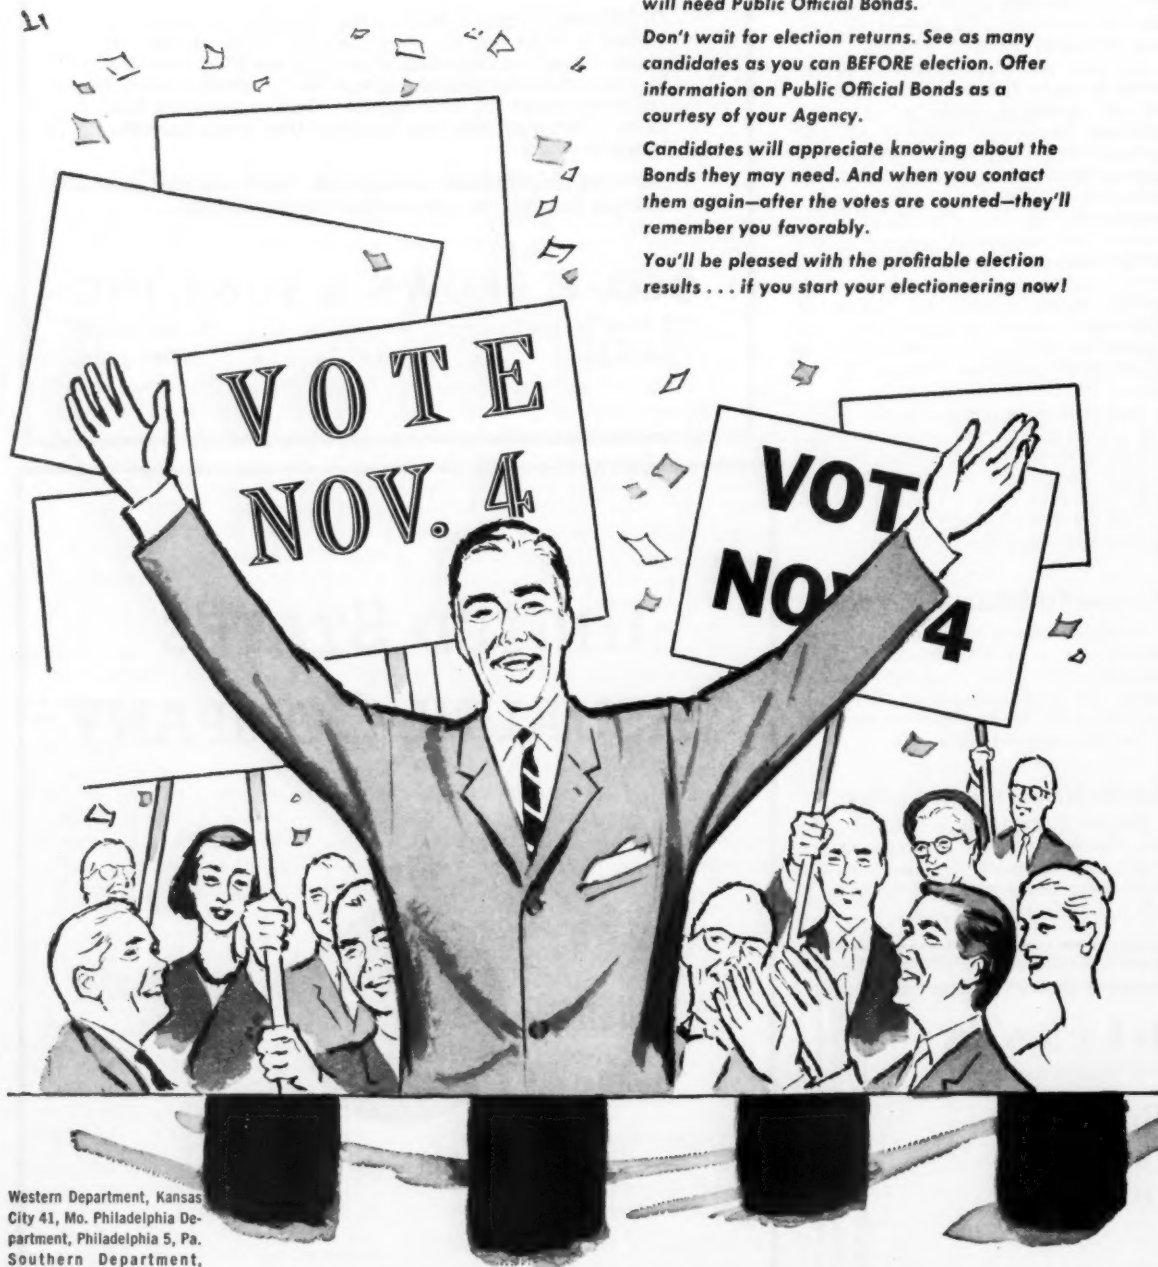 will need Public Official Bonds.
Don't wait for election returns. See as many
candidates as you can BEFORE election. Offer
information on Public Official Bonds as a
courtesy of your Agency.
Candidates will appreciate knowing about the
Bonds they may need. And when you contact
them again—after the votes are counted—they'll
remember you favorably.
You'll be pleased with the profitable election
results . . . if you start your electioneering now!
VOTE
NOV. 4
VOT
NOV 4
Western Department, Kansas
City 41, Mo. Philadelphia De-
partment, Philadelphia 5, Pa.
Southern Department,